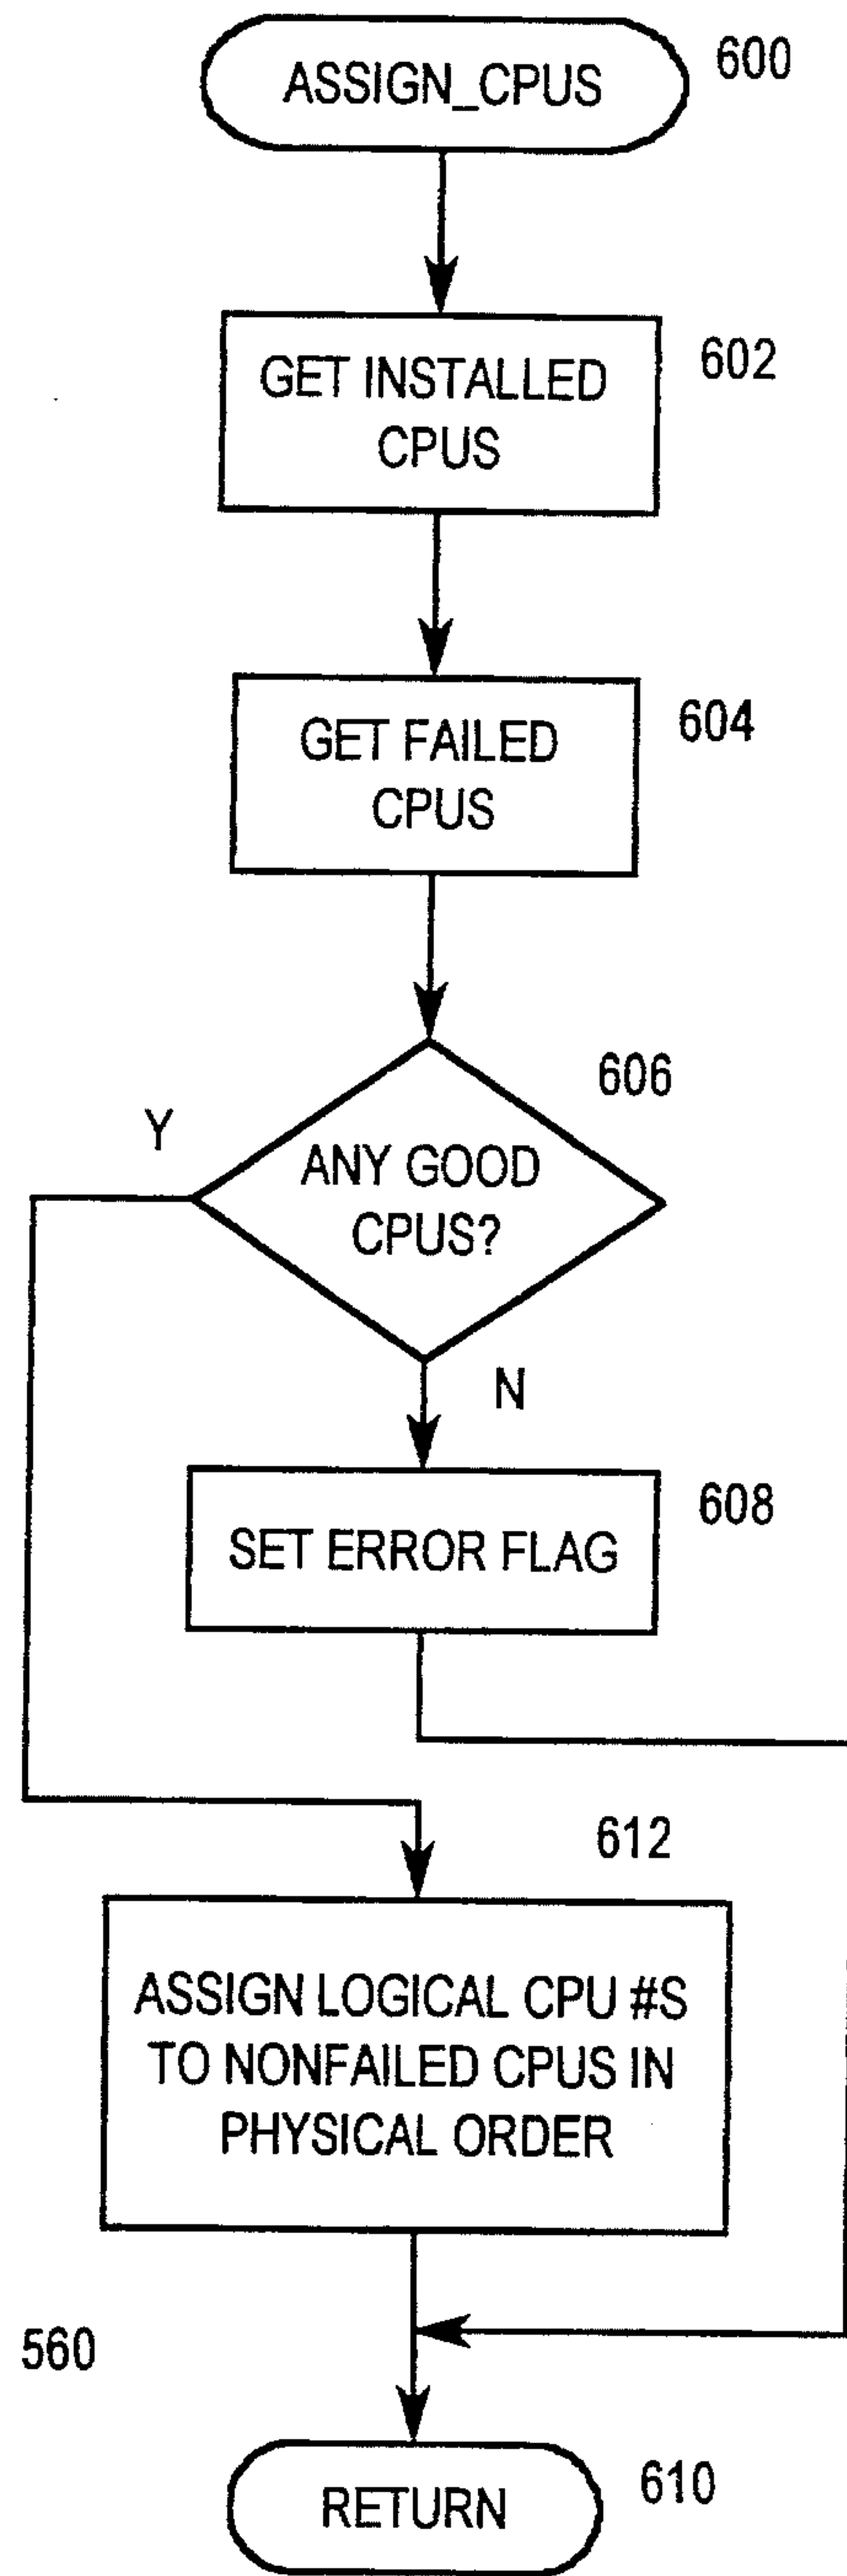 ASSIGN_CPUS
600
GET INSTALLED
CPUS
602
GET FAILED
CPUS
604
606
Y
ANY GOOD
CPUS?
N
SET ERROR FLAG
608
612
ASSIGN LOGICAL CPU #S
TO NONFAILED CPUS IN
PHYSICAL ORDER
560
RETURN
610